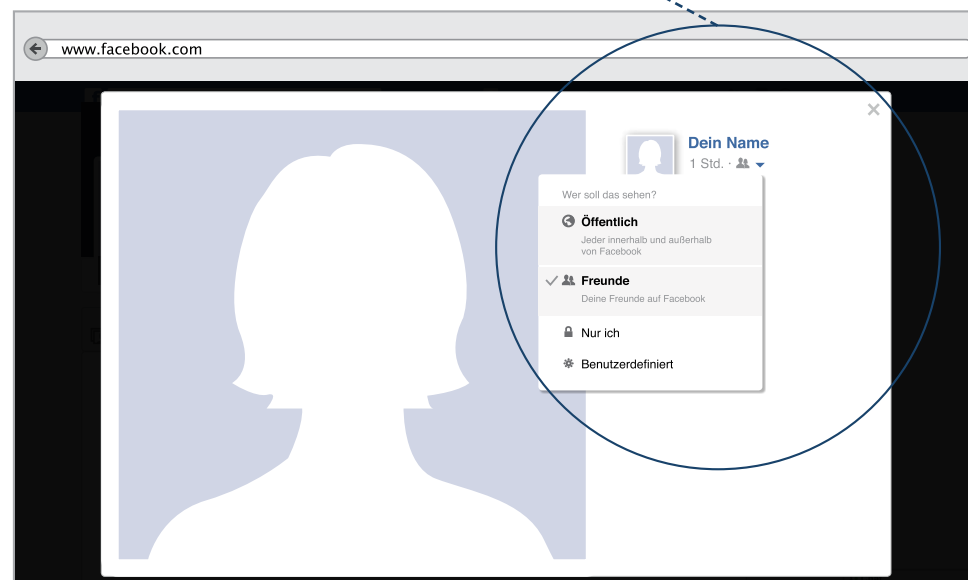 www.facebook.com
Dein Name
1 Std. ·
Wer soll das sehen?
Öffentlich
Jeder innerhalb und außerhalb
von Facebook
Freunde
Deine Freunde auf Facebook
Nur ich
Benutzerdefiniert